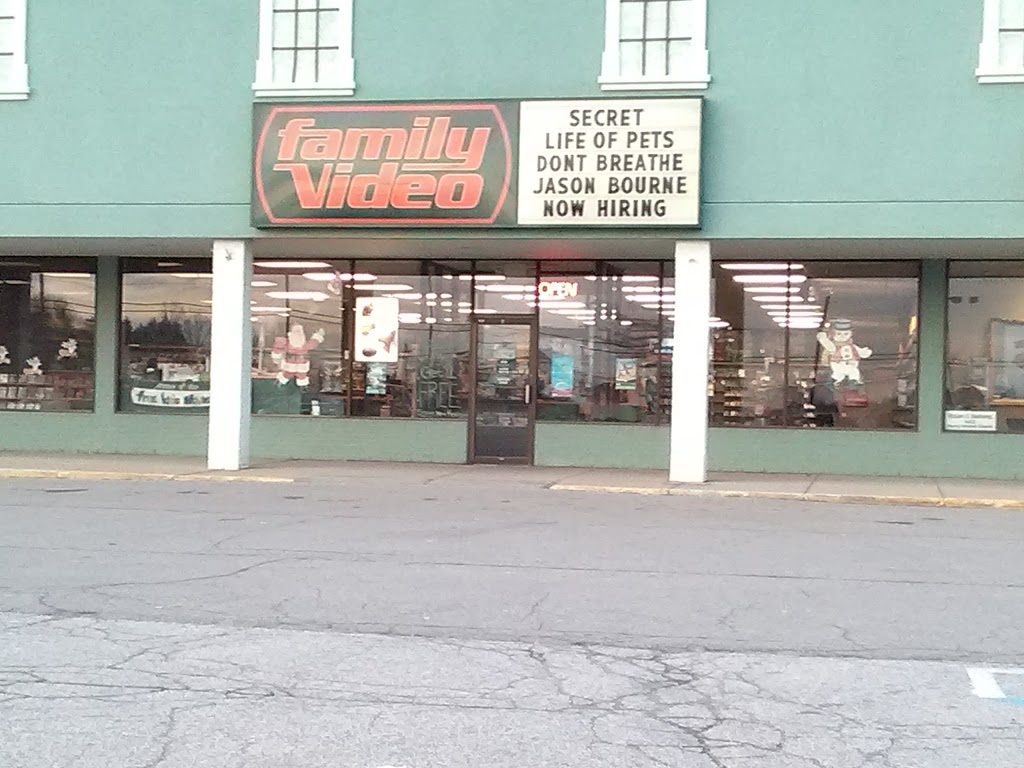 family
Video
SECRET
LIFE OF PETS
DONT BREATHE
JASON BOURNE
NOW HIRING
OPEN